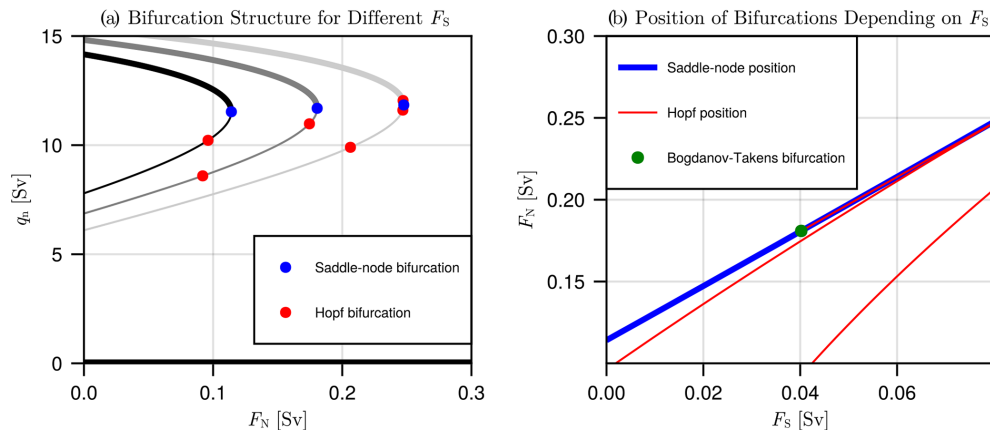 (a) Bifurcation Structure for Different F_S
15
10
5
0
q_n [Sv]
Saddle-node bifurcation
Hopf bifurcation
0.0
0.1
0.2
0.3
F_N [Sv]
(b) Position of Bifurcations Depending on F_S
0.30
0.25
0.20
0.15
F_N [Sv]
Saddle-node position
Hopf position
Bogdanov-Takens bifurcation
0.00
0.02
0.04
0.06
F_S [Sv]